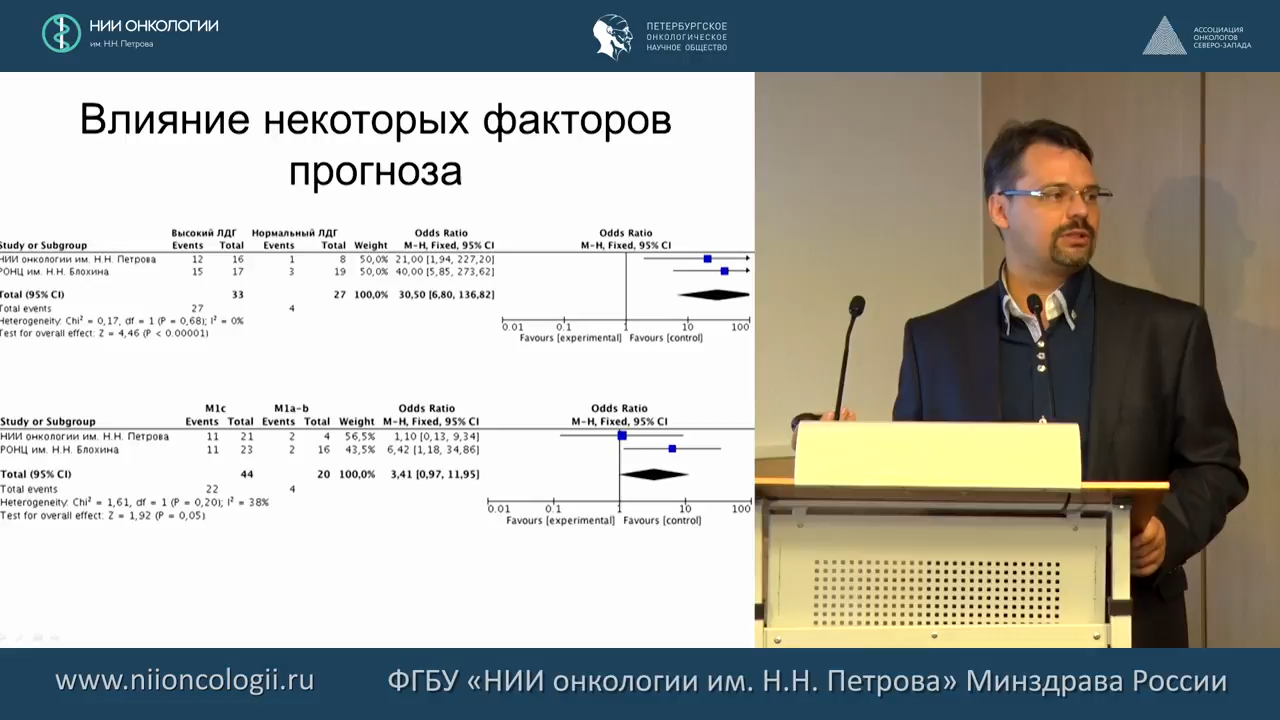 НИИ ОНКОЛОГИИ
им. Н.Н. Петрова
ПЕТЕРБУРГСКОЕ
ОНКОЛОГИЧЕСКОЕ
НАУЧНОЕ ОБЩЕСТВО
АССОЦИАЦИЯ
ОНКОЛОГОВ
СЕВЕРО-ЗАПАДА
Влияние некоторых факторов
прогноза
Высокий ЛДГ Нормальный ЛДГ Odds Ratio Odds Ratio
Study or Subgroup Events Total Events Total Weight M-H, Fixed, 95% CI M-H, Fixed, 95% CI
НИИ онкологии им. Н.Н. Петрова 12 16 1 8 50,0% 21,00 [1,94, 227,20]
РОНЦ им. Н.Н. Блохина 15 17 3 19 50,0% 40,00 [5,85, 273,62]
Total (95% CI) 33 27 100,0% 30,50 [6,80, 136,82]
Total events 27 4
Heterogeneity: Chi² = 0,17, df = 1 (P = 0,68); I² = 0%
Test for overall effect: Z = 4,46 (P < 0.00001)
0.01 0.1 1 10 100
Favours [experimental] Favours [control]
M1c M1a-b Odds Ratio Odds Ratio
Study or Subgroup Events Total Events Total Weight M-H, Fixed, 95% CI M-H, Fixed, 95% CI
НИИ онкологии им. Н.Н. Петрова 11 21 2 4 56,5% 1,10 [0,13, 9,34]
РОНЦ им. Н.Н. Блохина 11 23 2 16 43,5% 6,42 [1,18, 34,86]
Total (95% CI) 44 20 100,0% 3,41 [0,97, 11,95]
Total events 22 4
Heterogeneity: Chi² = 1,61, df = 1 (P = 0,20); I² = 38%
Test for overall effect: Z = 1,92 (P = 0,05)
0.01 0.1 1 10 100
Favours [experimental] Favours [control]
www.niioncologii.ru
ФГБУ «НИИ онкологии им. Н.Н. Петрова» Минздрава России